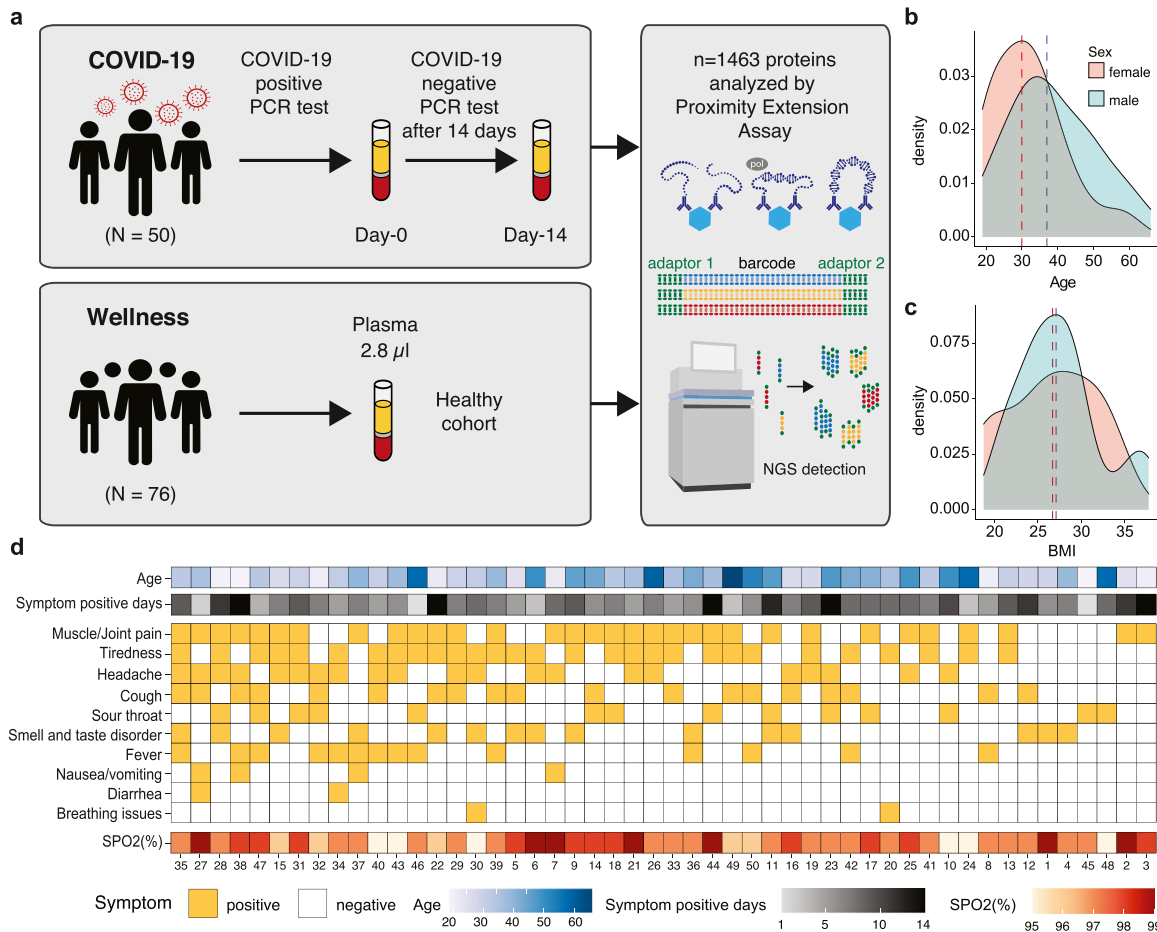 a
COVID-19
(N = 50)
COVID-19
positive
PCR test
COVID-19
negative
PCR test
after 14 days
Day-0
Day-14
Wellness
(N = 76)
Plasma
2.8 µl
Healthy
cohort
n=1463 proteins
analyzed by
Proximity Extension
Assay
pol
adaptor 1 barcode adaptor 2
NGS detection
b
density
0.03
0.02
0.01
0.00
20 30 40 50 60
Age
Sex
female
male
c
density
0.075
0.050
0.025
0.000
20 25 30 35
BMI
d
Age
Symptom positive days
Muscle/Joint pain
Tiredness
Headache
Cough
Sour throat
Smell and taste disorder
Fever
Nausea/vomiting
Diarrhea
Breathing issues
SPO2(%)
35 27 28 38 47 15 31 32 34 37 40 43 46 22 29 30 39 5 6 7 9 14 18 21 26 33 36 44 49 50 11 16 19 23 42 17 20 25 41 10 24 8 13 12 1 4 45 48 2 3
Symptom positive negative
Age 20 30 40 50 60
Symptom positive days 1 5 10 14
SPO2(%) 95 96 97 98 99